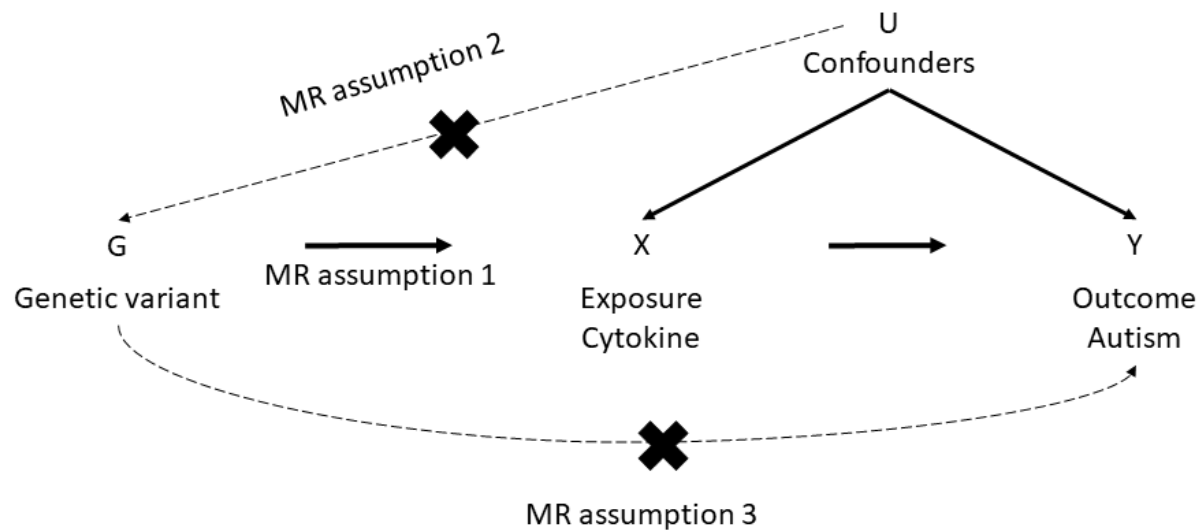 U
Confounders
MR assumption 2
G
X
Y
MR assumption 1
Genetic variant
Exposure
Cytokine
Outcome
Autism
MR assumption 3